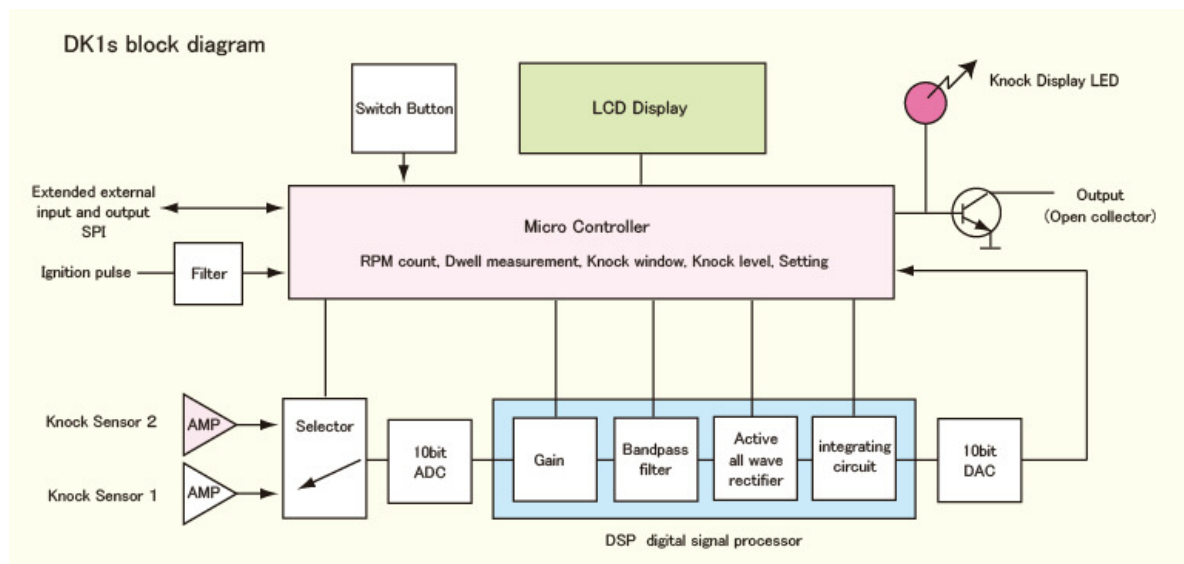 DK1s block diagram
Switch Button
LCD Display
Knock Display LED
Extended external
input and output
SPI
Micro Controller
RPM count, Dwell measurement, Knock window, Knock level, Setting
Output
(Open collector)
Ignition pulse
Filter
Knock Sensor 2
AMP
Selector
10bit
ADC
Gain
Bandpass
filter
Active
all wave
rectifier
integrating
circuit
10bit
DAC
Knock Sensor 1
AMP
DSP digital signal processor